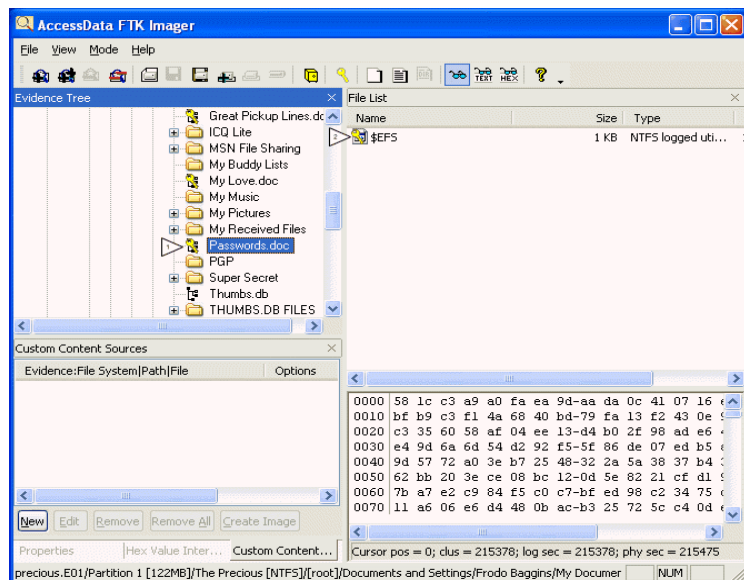 AccessData FTK Imager
File View Mode Help
TEXT HEX
Evidence Tree
Great Pickup Lines.dc
ICQ Lite
MSN File Sharing
My Buddy Lists
My Love.doc
My Music
My Pictures
My Received Files
1 Passwords.doc
PGP
Super Secret
Thumbs.db
THUMBS.DB FILES
File List
Name Size Type
2 $EFS 1 KB NTFS logged uti...
Custom Content Sources
Evidence:File System|Path|File Options
New Edit Remove Remove All Create Image
Properties Hex Value Inter... Custom Content...
0000 58 1c c3 a9 a0 fa ea 9d-aa da 0c 41 07 16
0010 bf b9 c3 f1 4a 68 40 bd-79 fa 13 f2 43 0e
0020 c3 35 60 58 af 04 ee 13-d4 b0 2f 98 ad e6
0030 e4 9d 6a 6d 54 d2 92 f5-5f 86 de 07 ed b5
0040 9d 57 72 a0 3e b7 25 48-32 2a 5a 38 37 b4
0050 62 bb 20 3e ce 08 bc 12-0d 5e 82 21 cf d1
0060 7b a7 e2 c9 84 f5 c0 c7-bf ed 98 c2 34 75
0070 11 a6 06 e6 d4 48 0b ac-b3 25 72 5c c4 0d
Cursor pos = 0; clus = 215378; log sec = 215378; phy sec = 215475
precious.E01/Partition 1 [122MB]/The Precious [NTFS]/[root]/Documents and Settings/Frodo Baggins/My Documer NUM